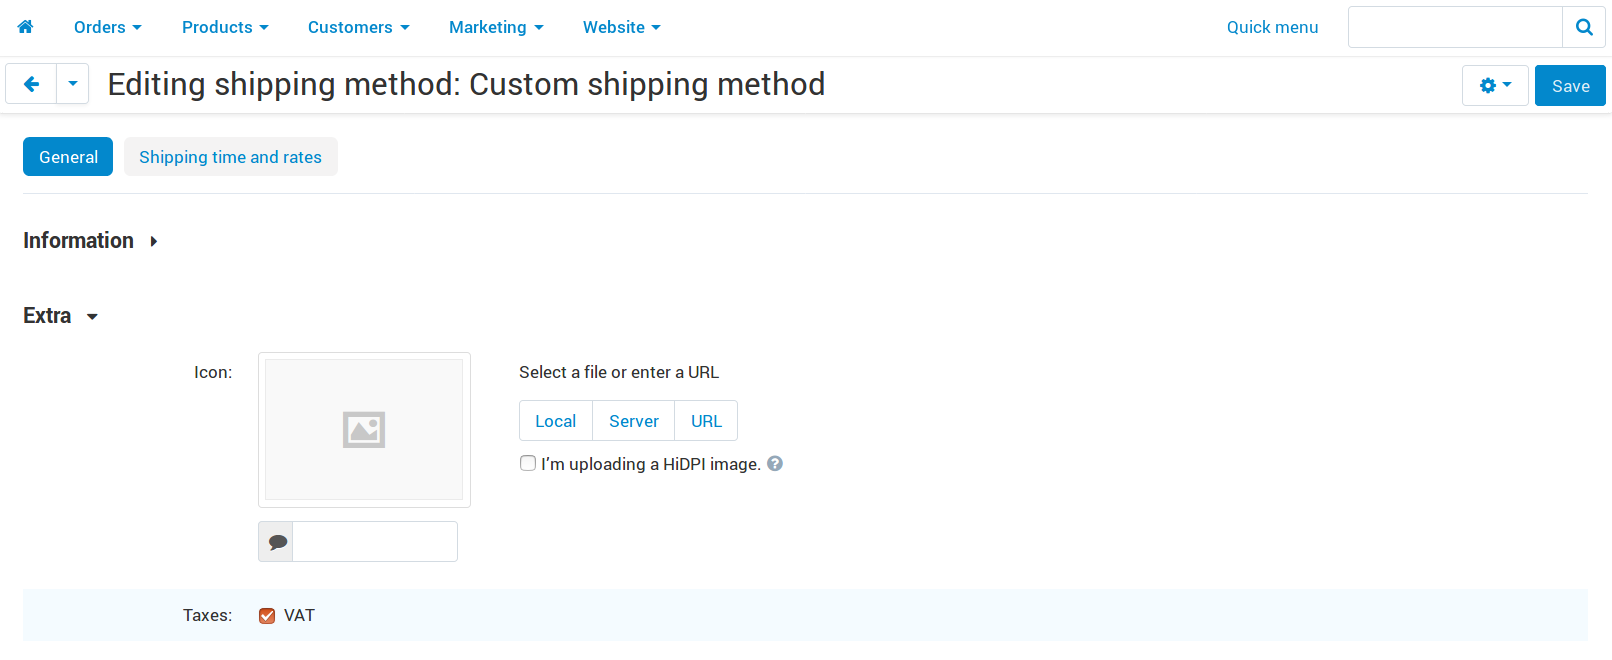 Orders Products Customers Marketing Website Quick menu
Editing shipping method: Custom shipping method Save
General Shipping time and rates
Information
Extra
Icon: Select a file or enter a URL
Local Server URL
I’m uploading a HiDPI image. ?
Taxes: VAT